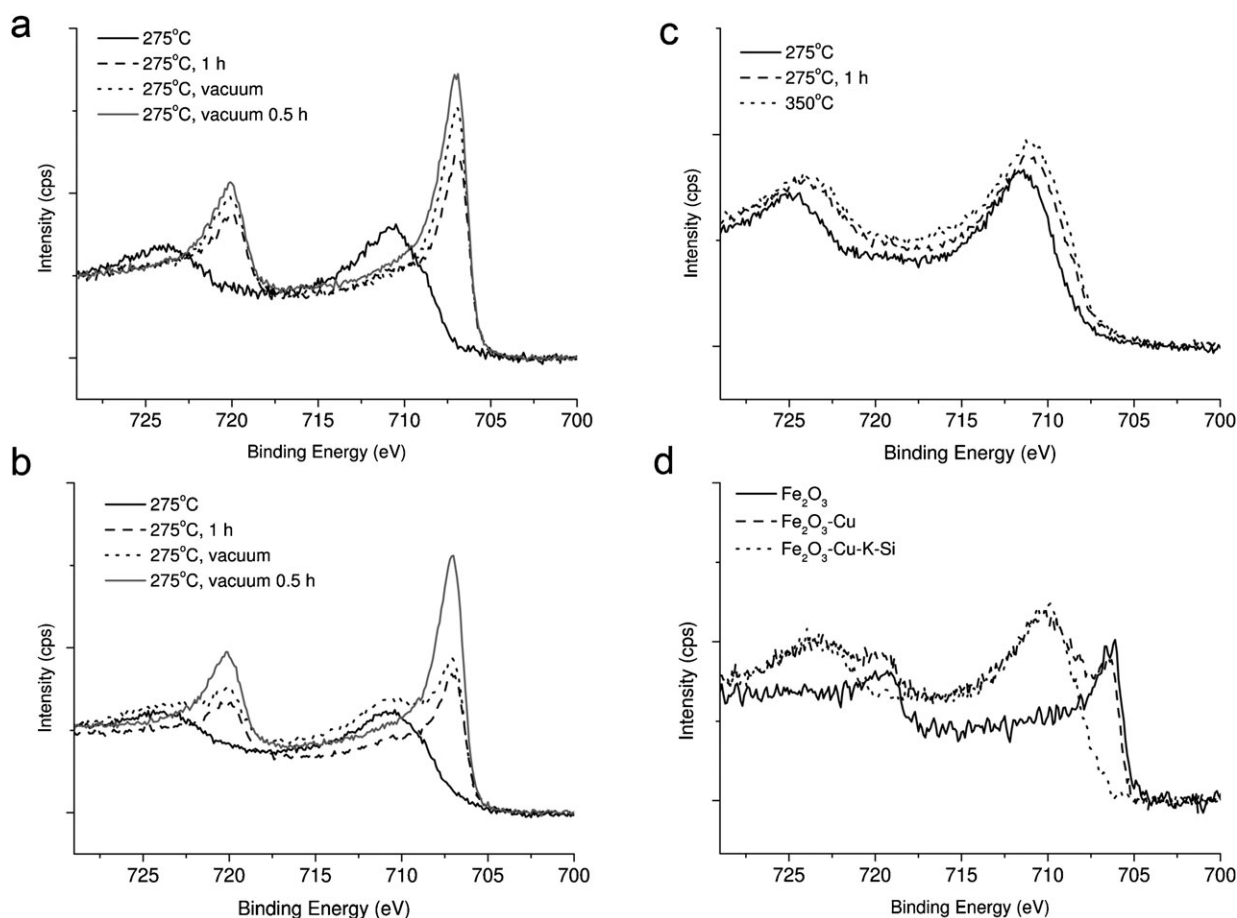 a
275°C
275°C, 1 h
275°C, vacuum
275°C, vacuum 0.5 h
Intensity (cps)
725 720 715 710 705 700
Binding Energy (eV)
c
275°C
275°C, 1 h
350°C
Intensity (cps)
725 720 715 710 705 700
Binding Energy (eV)
b
275°C
275°C, 1 h
275°C, vacuum
275°C, vacuum 0.5 h
Intensity (cps)
725 720 715 710 705 700
Binding Energy (eV)
d
Fe₂O₃
Fe₂O₃-Cu
Fe₂O₃-Cu-K-Si
Intensity (cps)
725 720 715 710 705 700
Binding Energy (eV)